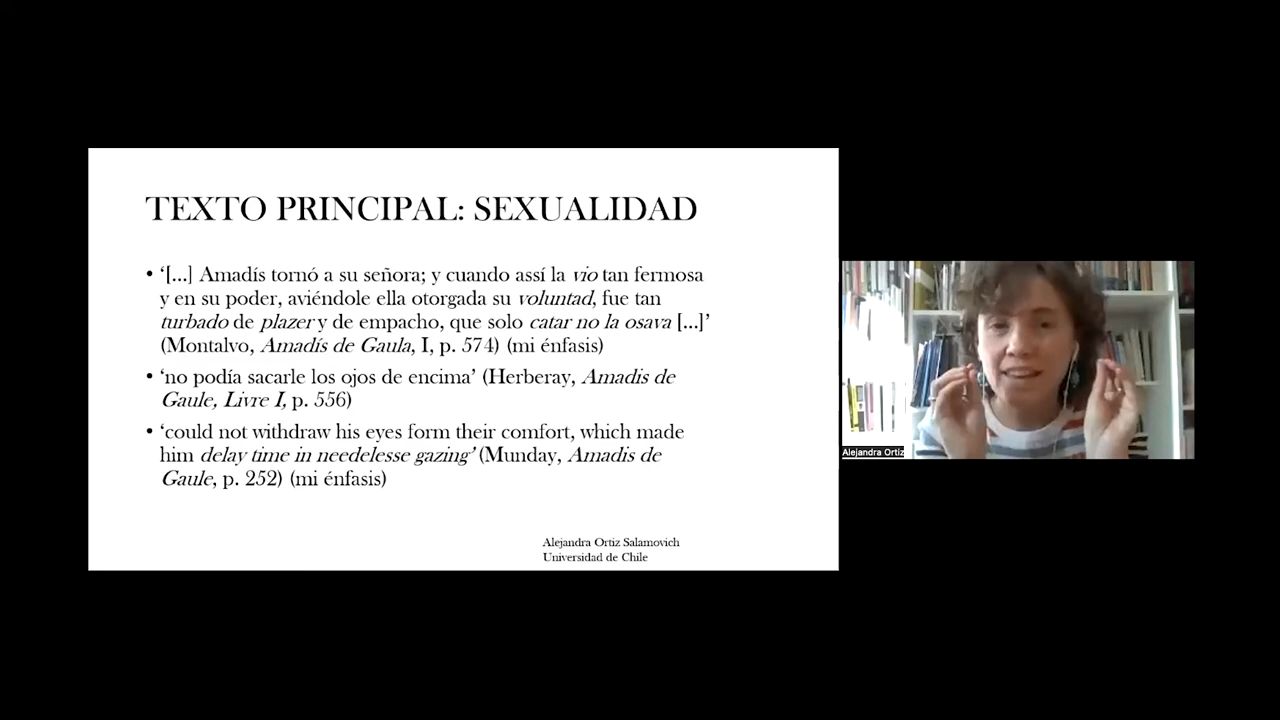 TEXTO PRINCIPAL: SEXUALIDAD
• ‘[...] Amadís tornó a su señora; y cuando assí la vio tan fermosa
y en su poder, aviéndole ella otorgada su voluntad, fue tan
turbado de plazer y de empacho, que solo catar no la osava [...]’
(Montalvo, Amadís de Gaula, I, p. 574) (mi énfasis)
• ‘no podía sacarle los ojos de encima’ (Herberay, Amadis de
Gaule, Livre I, p. 556)
• ‘could not withdraw his eyes form their comfort, which made
him delay time in needelesse gazing’ (Munday, Amadis de
Gaule, p. 252) (mi énfasis)
Alejandra Ortiz Salamovich
Universidad de Chile
Alejandra Ortiz